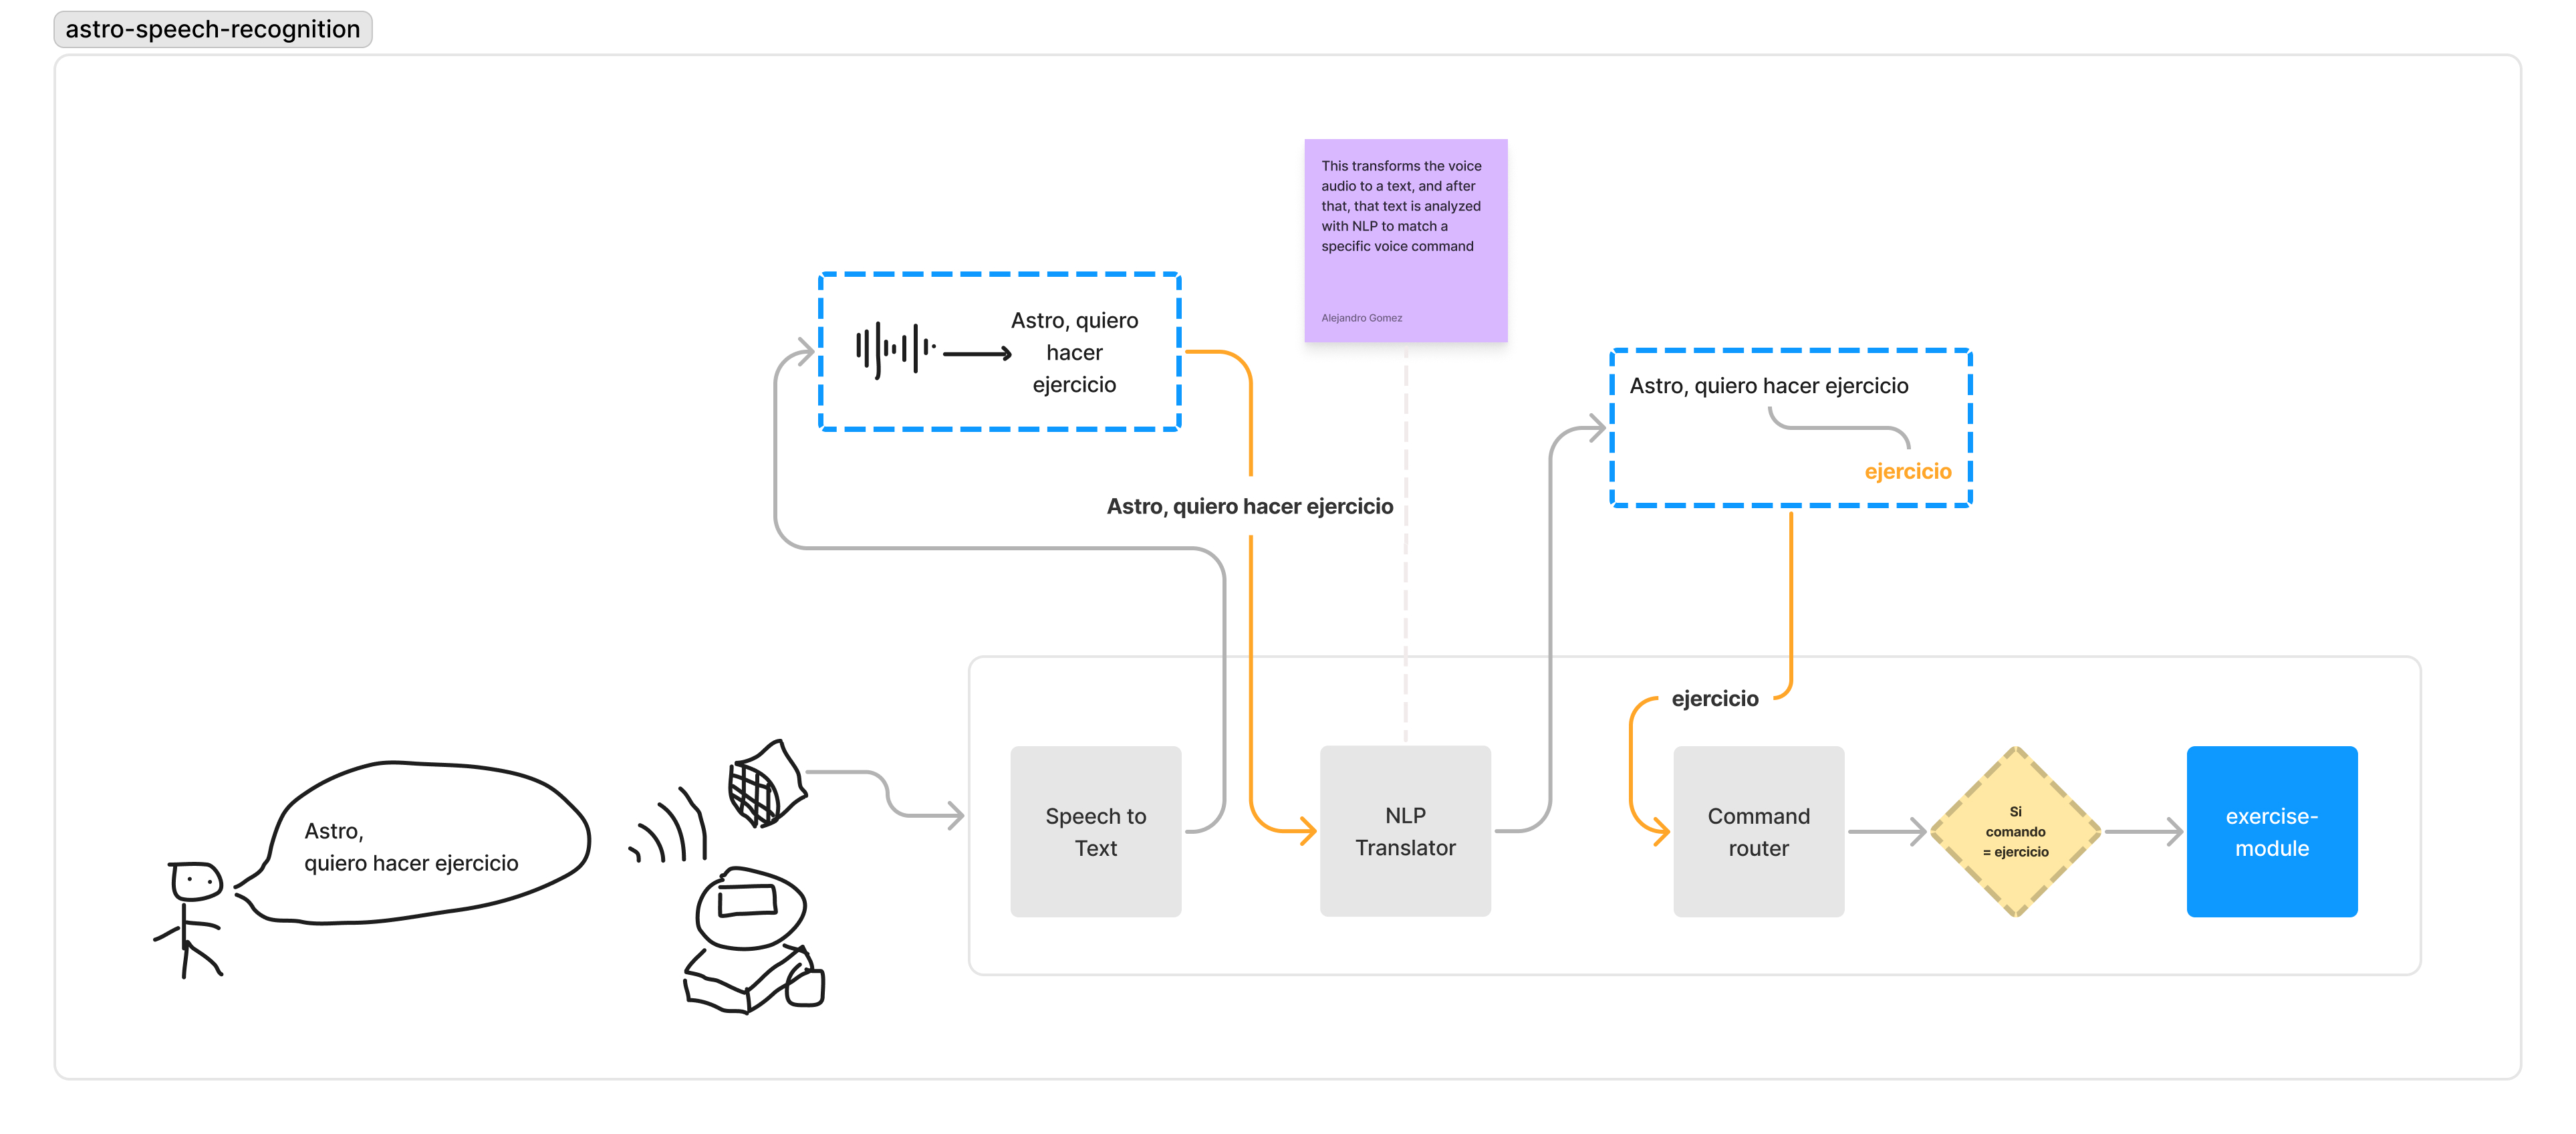 astro-speech-recognition
This transforms the voice
audio to a text, and after
that, that text is analyzed
with NLP to match a
specific voice command
Alejandro Gomez
Astro, quiero
hacer
ejercicio
Astro, quiero hacer ejercicio
ejercicio
Astro, quiero hacer ejercicio
ejercicio
Astro,
quiero hacer ejercicio
Speech to
Text
NLP
Translator
Command
router
Si
comando
= ejercicio
exercise-
module